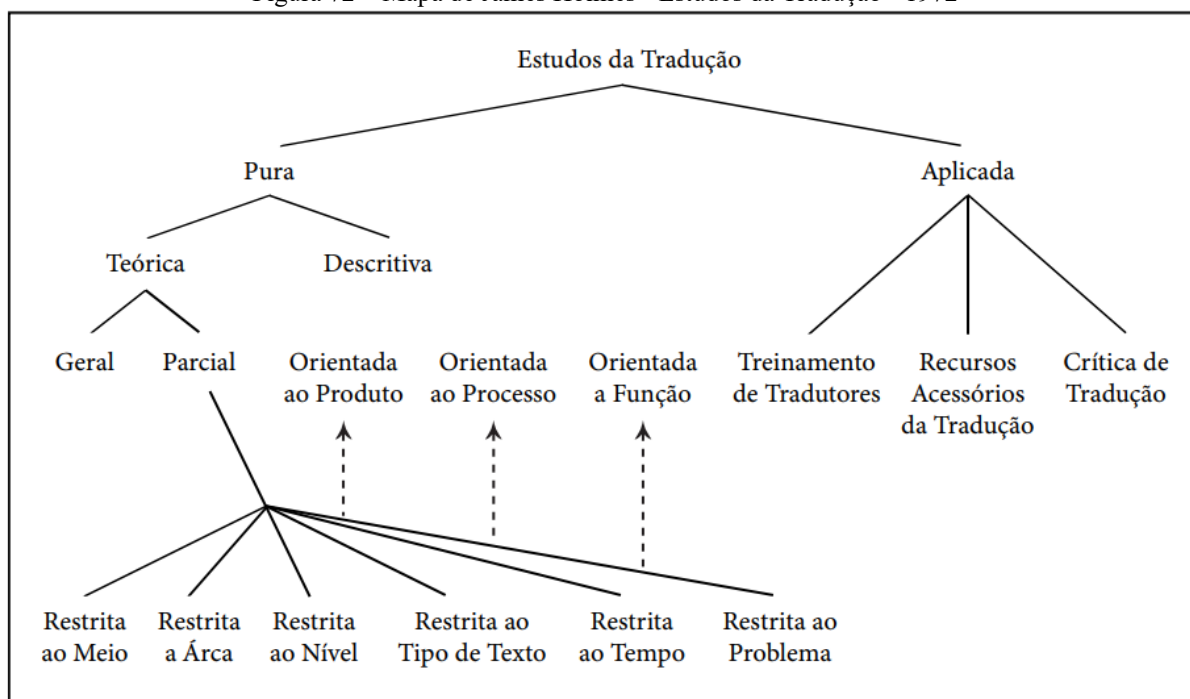 Estudos da Tradução
Pura
Aplicada
Teórica
Descritiva
Geral
Parcial
Orientada
ao Produto
Orientada
ao Processo
Orientada
a Função
Treinamento
de Tradutores
Recursos
Acessórios
da Tradução
Crítica de
Tradução
Restrita
ao Meio
Restrita
a Árca
Restrita
ao Nível
Restrita ao
Tipo de Texto
Restrita
ao Tempo
Restrita ao
Problema